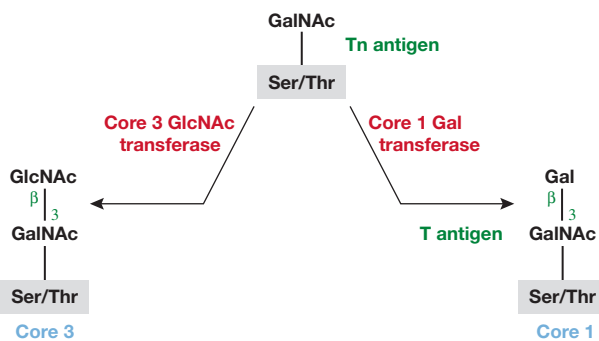 GalNAc
Tn antigen
Ser/Thr
Core 3 GlcNAc
transferase
Core 1 Gal
transferase
GlcNAc
β
3
GalNAc
Ser/Thr
Core 3
Gal
β
3
T antigen
GalNAc
Ser/Thr
Core 1